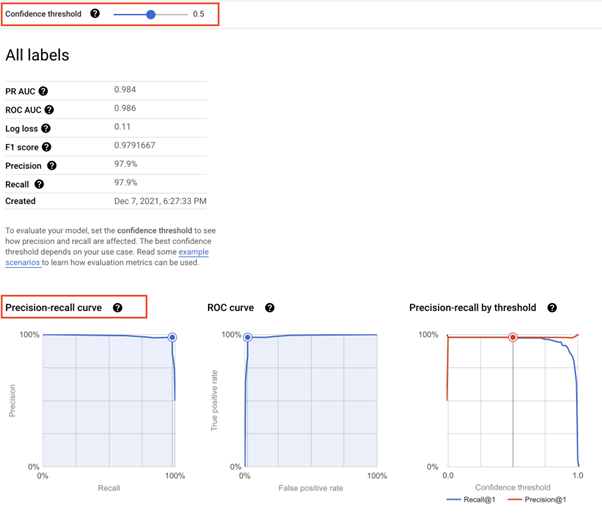 Confidence threshold ? 0.5
All labels
PR AUC ? 0.984
ROC AUC ? 0.986
Log loss ? 0.11
F1 score ? 0.9791667
Precision ? 97.9%
Recall ? 97.9%
Created Dec 7, 2021, 6:27:33 PM
To evaluate your model, set the confidence threshold to see
how precision and recall are affected. The best confidence
threshold depends on your use case. Read some example
scenarios to learn how evaluation metrics can be used.
Precision-recall curve ?
100%
Precision
0%
0% 100%
Recall
ROC curve ?
100%
True positive rate
0%
0% 100%
False positive rate
Precision-recall by threshold ?
100%
0%
0.0 1.0
Confidence threshold
Recall@1 Precision@1